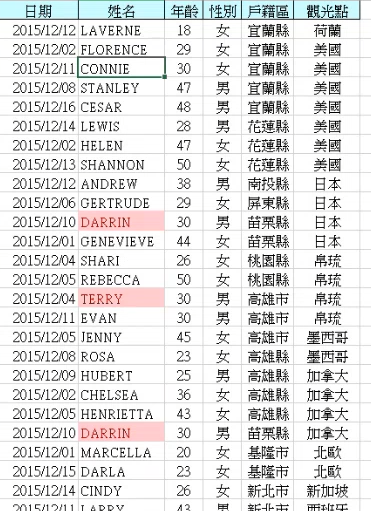 日期 姓名 年齡 性別 戶籍區 觀光點
2015/12/12 LAVERNE 18 女 宜蘭縣 荷蘭
2015/12/02 FLORENCE 29 女 宜蘭縣 美國
2015/12/11 CONNIE 30 女 宜蘭縣 美國
2015/12/08 STANLEY 47 男 宜蘭縣 美國
2015/12/16 CESAR 48 男 宜蘭縣 美國
2015/12/14 LEWIS 28 男 花蓮縣 美國
2015/12/02 HELEN 47 女 花蓮縣 美國
2015/12/13 SHANNON 50 女 花蓮縣 美國
2015/12/12 ANDREW 38 男 南投縣 日本
2015/12/06 GERTRUDE 29 女 屏東縣 日本
2015/12/10 DARRIN 30 男 苗栗縣 日本
2015/12/01 GENEVIEVE 44 女 苗栗縣 日本
2015/12/04 SHARI 26 女 桃園縣 帛琉
2015/12/05 REBECCA 50 女 桃園縣 帛琉
2015/12/04 TERRY 30 男 高雄市 帛琉
2015/12/11 EVAN 30 男 高雄市 帛琉
2015/12/05 JENNY 45 女 高雄市 墨西哥
2015/12/08 ROSA 23 女 高雄縣 墨西哥
2015/12/09 HUBERT 25 男 高雄縣 加拿大
2015/12/02 CHELSEA 36 女 高雄縣 加拿大
2015/12/05 HENRIETTA 43 女 高雄縣 加拿大
2015/12/10 DARRIN 30 男 苗栗縣 加拿大
2015/12/01 MARCELLA 20 女 基隆市 北歐
2015/12/15 DARLA 23 女 基隆市 北歐
2015/12/14 CINDY 26 女 新北市 新加坡
2015/12/11 LARRY 43 男 新北市 西班牙